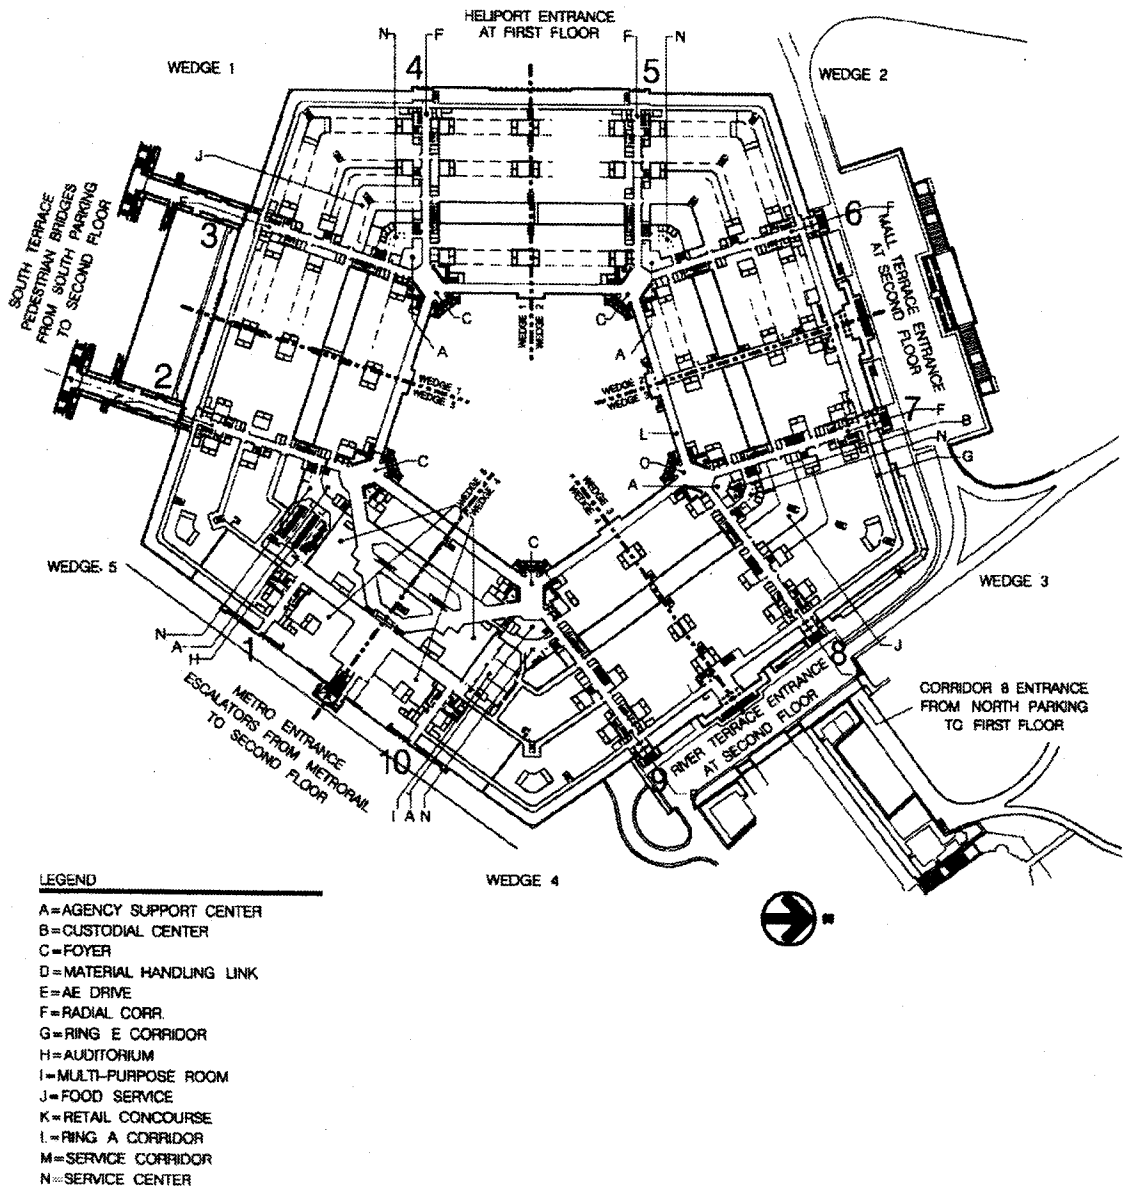 HELIPORT ENTRANCE
AT FIRST FLOOR
N
F
F
N
WEDGE 1
4
5
WEDGE 2
J
SOUTH TERRACE
PEDESTRIAN BRIDGES
FROM SOUTH PARKING
TO SECOND FLOOR
3
6
F
MALL TERRACE ENTRANCE
AT SECOND FLOOR
C
C
A
A
WEDGE 1
WEDGE 2
WEDGE 1
WEDGE 5
WEDGE 2
WEDGE 3
2
7
F
B
N
G
L
C
C
A
C
WEDGE 5
WEDGE 3
N
A
H
1
J
8
METRO ENTRANCE
ESCALATORS FROM METRORAIL
TO SECOND FLOOR
10
9
RIVER TERRACE ENTRANCE
AT SECOND FLOOR
CORRIDOR 8 ENTRANCE
FROM NORTH PARKING
TO FIRST FLOOR
I A N
WEDGE 4
LEGEND
A=AGENCY SUPPORT CENTER
B=CUSTODIAL CENTER
C=FOYER
D=MATERIAL HANDLING LINK
E=AE DRIVE
F=RADIAL CORR.
G=RING E CORRIDOR
H=AUDITORIUM
I=MULTI-PURPOSE ROOM
J=FOOD SERVICE
K=RETAIL CONCOURSE
L=RING A CORRIDOR
M=SERVICE CORRIDOR
N=SERVICE CENTER